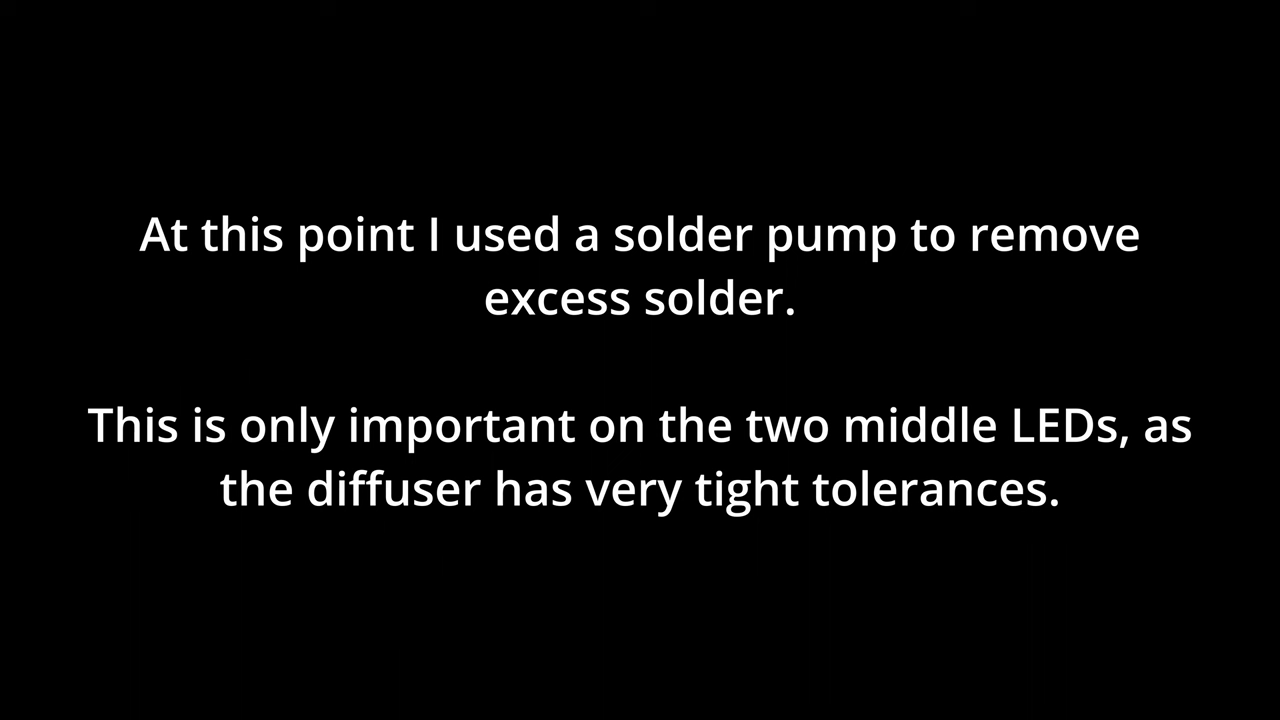 At this point I used a solder pump to remove
excess solder.
This is only important on the two middle LEDs, as
the diffuser has very tight tolerances.